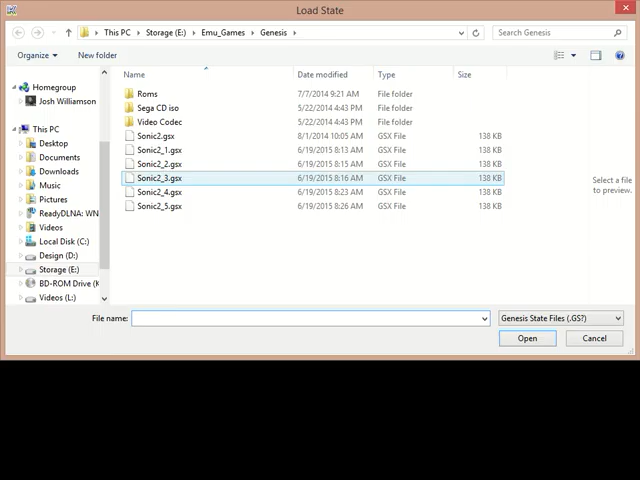 Load State
This PC
Storage (E:)
Emu_Games
Genesis
Search Genesis
Organize
New folder
Name
Date modified
Type
Size
Homegroup
Josh Williamson
This PC
Desktop
Documents
Downloads
Music
Pictures
ReadyDLNA: WN
Videos
Local Disk (C:)
Design (D:)
Storage (E:)
BD-ROM Drive (K
Videos (L:)
Roms 7/7/2014 9:21 AM File folder
Sega CD iso 5/22/2014 4:43 PM File folder
Video Codec 5/22/2014 4:43 PM File folder
Sonic2.gsx 8/1/2014 10:05 AM GSX File 138 KB
Sonic2_1.gsx 6/19/2015 8:13 AM GSX File 138 KB
Sonic2_2.gsx 6/19/2015 8:15 AM GSX File 138 KB
Sonic2_3.gsx 6/19/2015 8:16 AM GSX File 138 KB
Sonic2_4.gsx 6/19/2015 8:23 AM GSX File 138 KB
Sonic2_5.gsx 6/19/2015 8:26 AM GSX File 138 KB
Select a file
to preview.
File name:
Genesis State Files (.GS?)
Open
Cancel